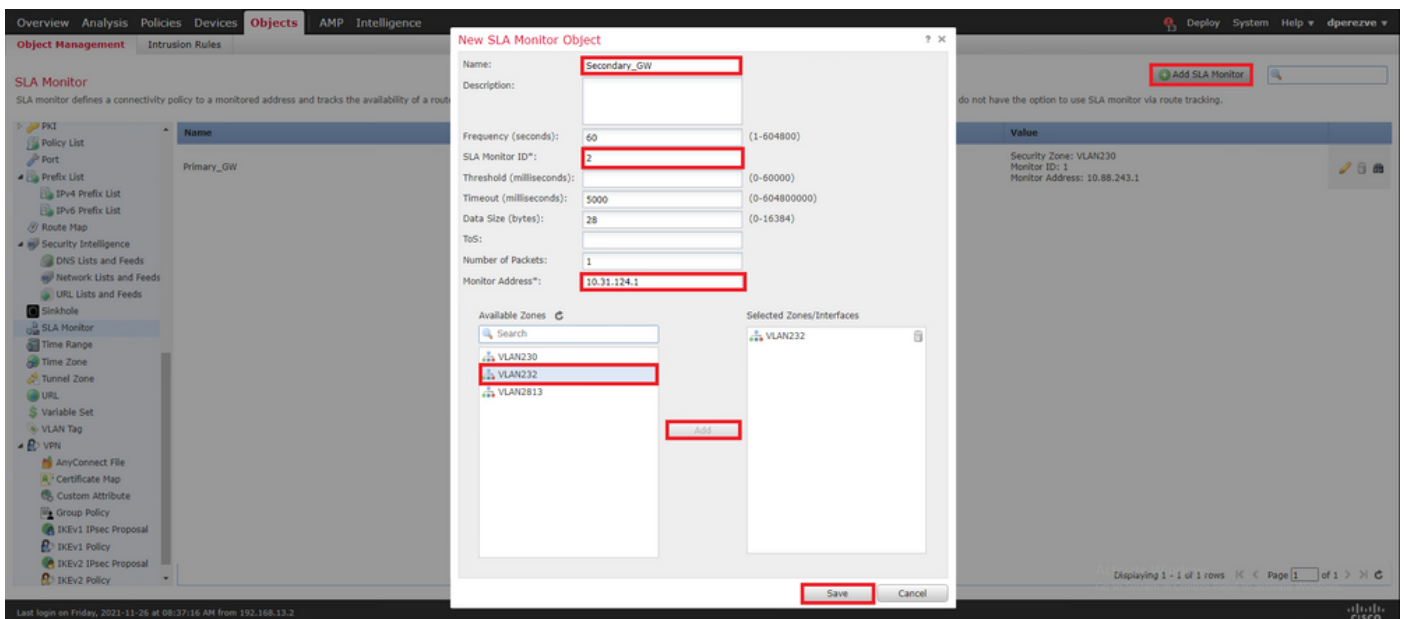 Overview Analysis Policies Devices Objects AMP Intelligence
13 Deploy System Help dperezve
Object Management Intrusion Rules
SLA Monitor
SLA monitor defines a connectivity policy to a monitored address and tracks the availability of a route
do not have the option to use SLA monitor via route tracking.
Add SLA Monitor
PKI
Policy List
Port
Prefix List
IPv4 Prefix List
IPv6 Prefix List
Route Map
Security Intelligence
DNS Lists and Feeds
Network Lists and Feeds
URL Lists and Feeds
Sinkhole
SLA Monitor
Time Range
Time Zone
Tunnel Zone
URL
Variable Set
VLAN Tag
VPN
AnyConnect File
Certificate Map
Custom Attribute
Group Policy
IKEv1 IPsec Proposal
IKEv1 Policy
IKEv2 IPsec Proposal
IKEv2 Policy
Name
Primary_GW
New SLA Monitor Object ? ×
Name: Secondary_GW
Description:
Frequency (seconds): 60 (1-604800)
SLA Monitor ID*: 2
Threshold (milliseconds): (0-60000)
Timeout (milliseconds): 5000 (0-604800000)
Data Size (bytes): 28 (0-16384)
ToS:
Number of Packets: 1
Monitor Address*: 10.31.124.1
Available Zones
Search
VLAN230
VLAN232
VLAN2813
Add
Selected Zones/Interfaces
VLAN232
Save Cancel
Value
Security Zone: VLAN230
Monitor ID: 1
Monitor Address: 10.88.243.1
Displaying 1 - 1 of 1 rows Page 1 of 1
Last login on Friday, 2021-11-26 at 08:37:16 AM from 192.168.13.2
CISCO